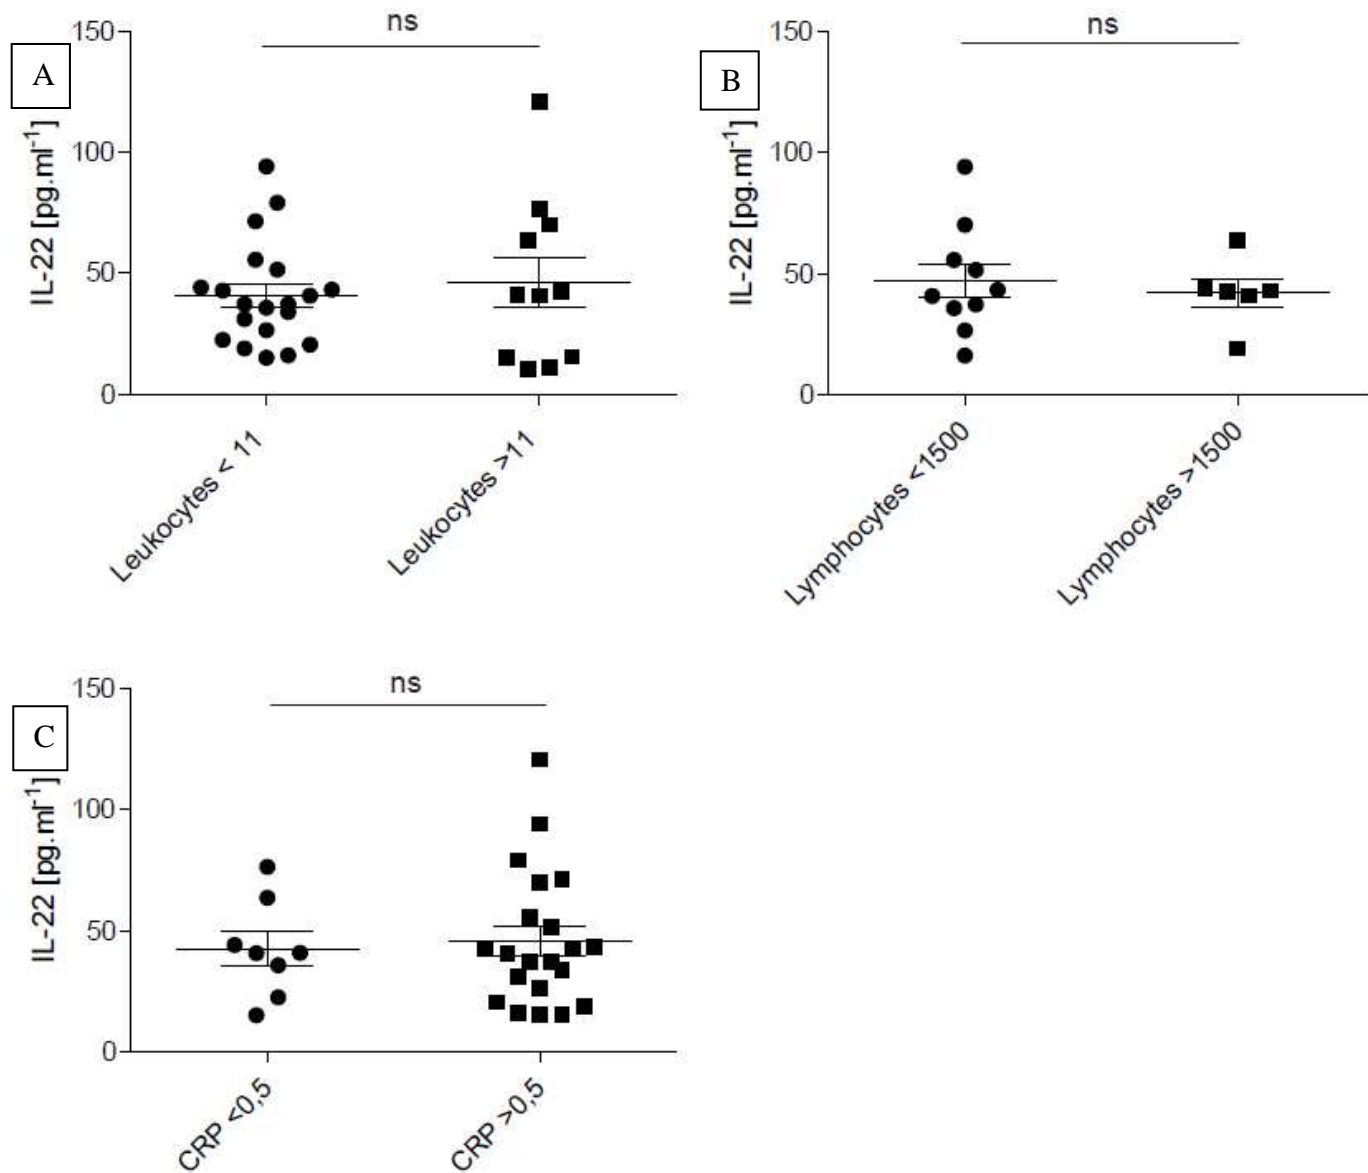 A
ns
IL-22 [pg.ml⁻¹]
150
100
50
0
Leukocytes < 11
Leukocytes >11
B
ns
IL-22 [pg.ml⁻¹]
150
100
50
0
Lymphocytes <1500
Lymphocytes >1500
C
ns
IL-22 [pg.ml⁻¹]
150
100
50
0
CRP <0,5
CRP >0,5